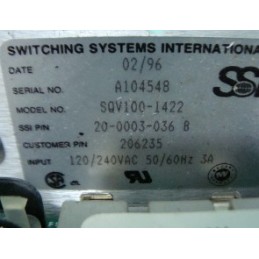 SWITCHING SYSTEMS INTERNATIONAL
DATE 02/96
SERIAL NO. A104548
MODEL NO. SQV100-1422
SSI P/N 20-0003-036 B
CUSTOMER P/N 206235
INPUT 120/240VAC 50/60Hz 3A